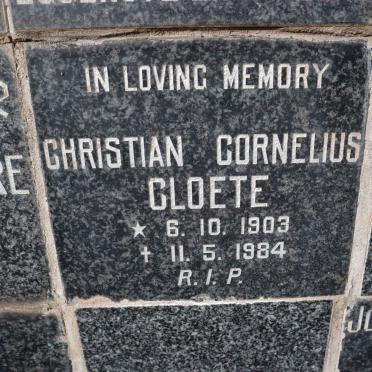 IN LOVING MEMORY
CHRISTIAN CORNELIUS
CLOETE
* 6. 10. 1903
† 11. 5. 1984
R. I. P.